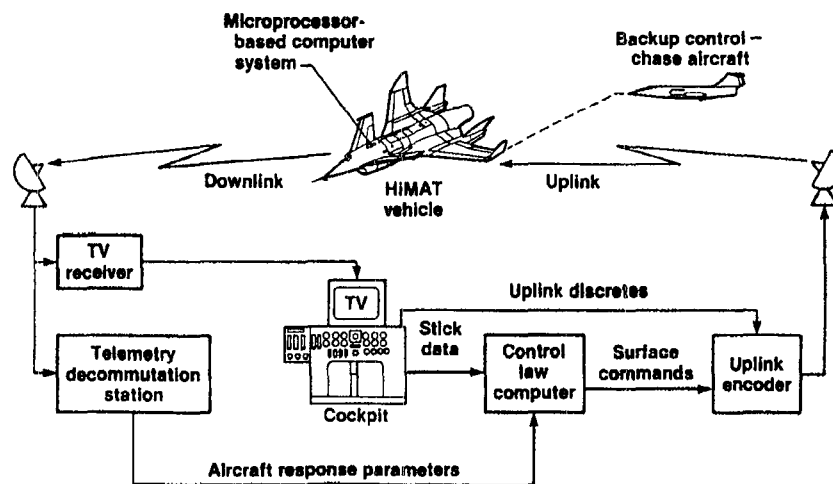 Microprocessor-
based computer
system
Backup control –
chase aircraft
Downlink
HiMAT
vehicle
Uplink
TV
receiver
TV
Uplink discretes
Telemetry
decommutation
station
Stick
data
Control
law
computer
Surface
commands
Uplink
encoder
Cockpit
Aircraft response parameters